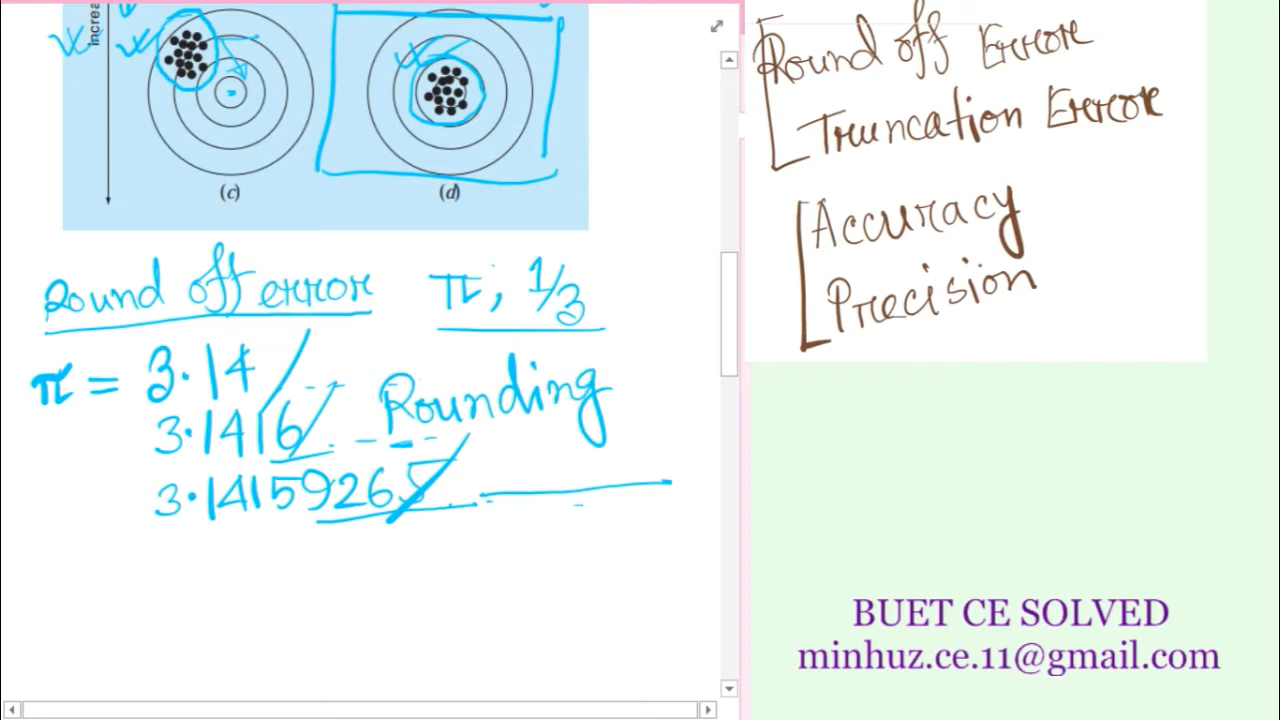 increa
(c)
(d)
Round off error π, 1/3
π = 3.14
3.1416 Rounding
3.14159265
Round off Error
Truncation Error
Accuracy
Precision
BUET CE SOLVED
minhuz.ce.11@gmail.com